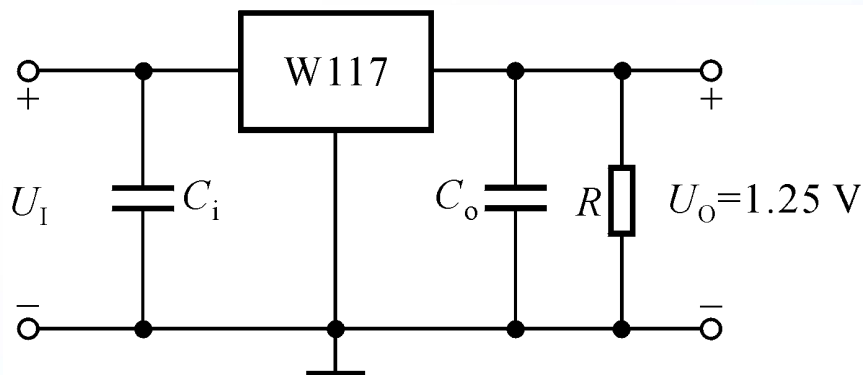 W117
+
+
U_I
C_i
C_o
R
U_O=1.25 V
−
−